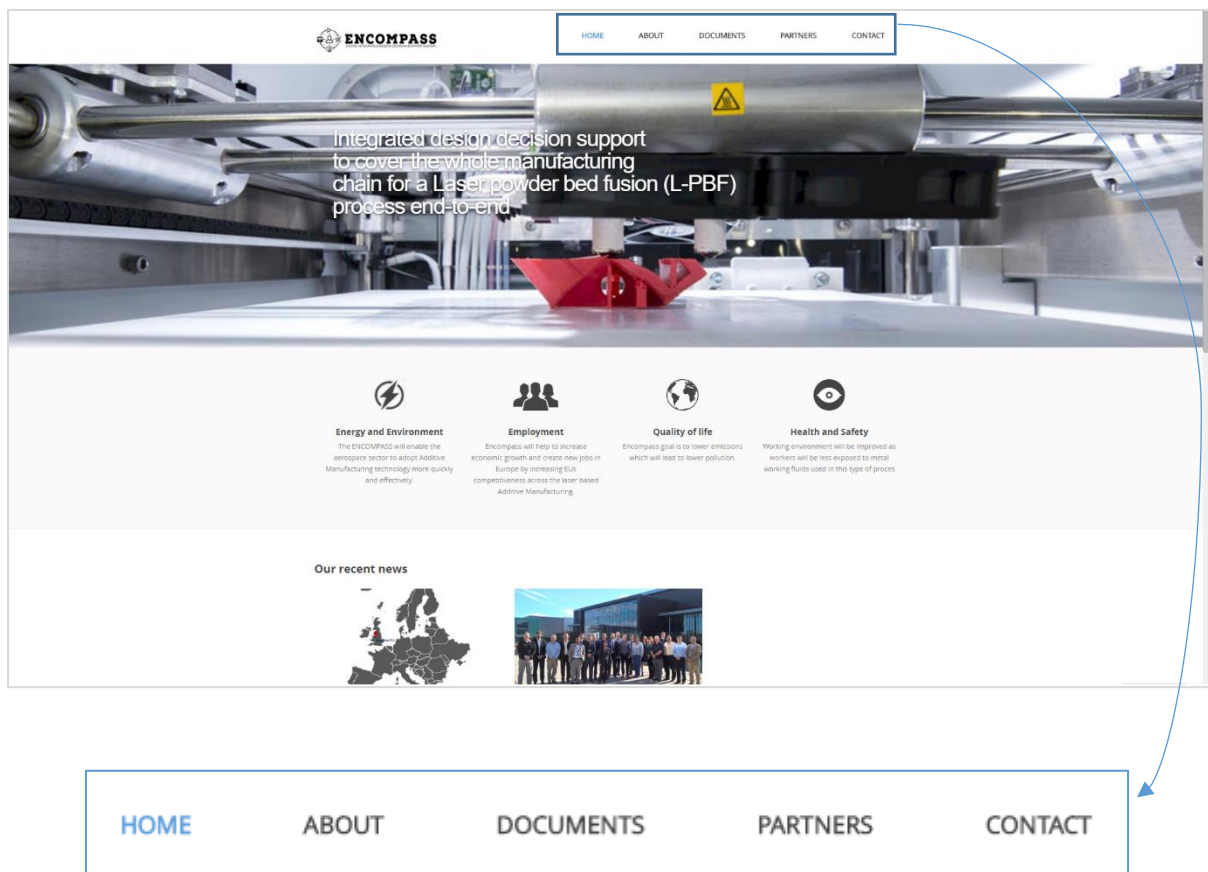 ENCOMPASS
HOME ABOUT DOCUMENTS PARTNERS CONTACT
Integrated design decision support
to cover the whole manufacturing
chain for a Laser powder bed fusion (L-PBF)
process end-to-end
Energy and Environment
The ENCOMPASS will enable the
aerospace sector to adopt Additive
Manufacturing technology more quickly
and effectively.
Employment
Encompass will help to increase
economic growth and create new jobs in
Europe by increasing EUs
competitiveness across the laser based
Additive Manufacturing.
Quality of life
Encompass goal is to lower emissions
which will lead to lower pollution.
Health and Safety
Working environment will be improved as
workers will be less exposed to metal
working fluids used in this type of proces
Our recent news
HOME ABOUT DOCUMENTS PARTNERS CONTACT